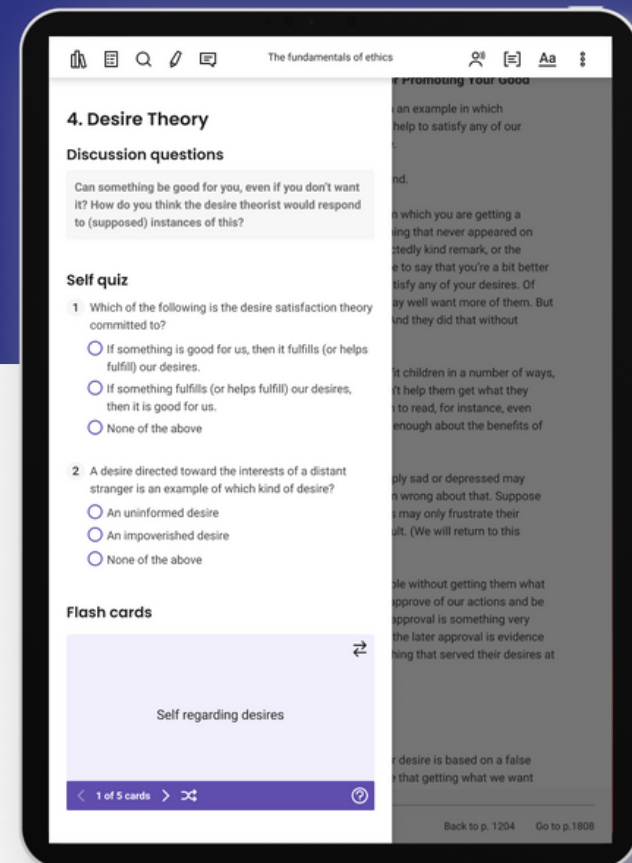 The fundamentals of ethics
Aa
4. Desire Theory
Discussion questions
Can something be good for you, even if you don't want
it? How do you think the desire theorist would respond
to (supposed) instances of this?
Self quiz
1 Which of the following is the desire satisfaction theory
committed to?
If something is good for us, then it fulfills (or helps
fulfill) our desires.
If something fulfills (or helps fulfill) our desires,
then it is good for us.
None of the above
2 A desire directed toward the interests of a distant
stranger is an example of which kind of desire?
An uninformed desire
An impoverished desire
None of the above
Flash cards
Self regarding desires
1 of 5 cards
r Promoting Your Good
an example in which
help to satisfy any of our
nd.
n which you are getting a
ing that never appeared on
ctedly kind remark, or the
e to say that you're a bit better
tisfy any of your desires. Of
ay well want more of them. But
And they did that without
fit children in a number of ways,
't help them get what they
n to read, for instance, even
enough about the benefits of
ply sad or depressed may
n wrong about that. Suppose
s may only frustrate their
ult. (We will return to this
ple without getting them what
approve of our actions and be
approval is something very
the later approval is evidence
hing that served their desires at
r desire is based on a false
e that getting what we want
Back to p. 1204 Go to p.1808